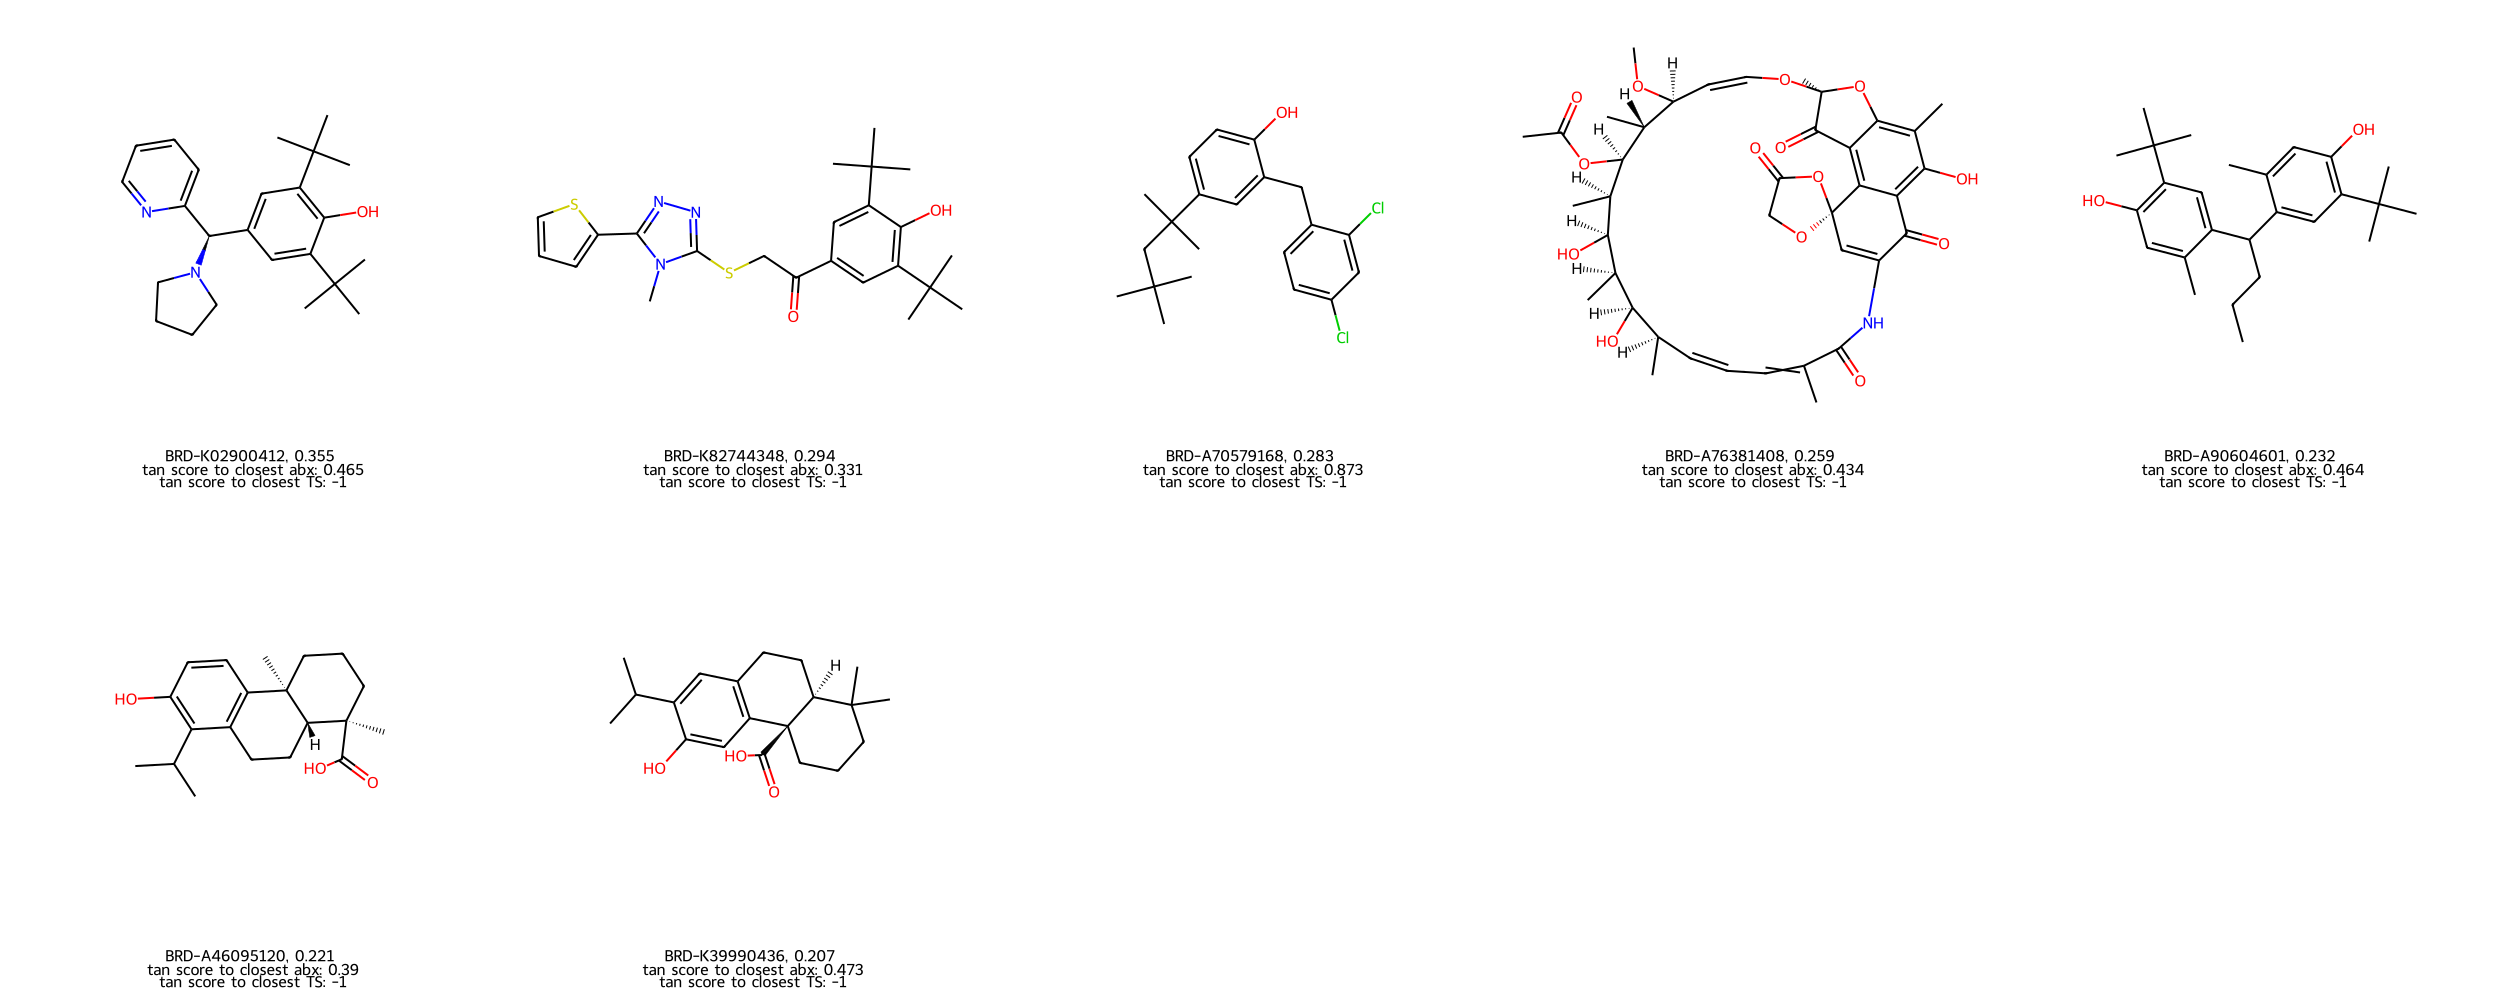 BRD-K02900412, 0.355
tan score to closest abx: 0.465
tan score to closest TS: -1
BRD-K82744348, 0.294
tan score to closest abx: 0.331
tan score to closest TS: -1
BRD-A70579168, 0.283
tan score to closest abx: 0.873
tan score to closest TS: -1
BRD-A76381408, 0.259
tan score to closest abx: 0.434
tan score to closest TS: -1
BRD-A90604601, 0.232
tan score to closest abx: 0.464
tan score to closest TS: -1
BRD-A46095120, 0.221
tan score to closest abx: 0.39
tan score to closest TS: -1
BRD-K39990436, 0.207
tan score to closest abx: 0.473
tan score to closest TS: -1